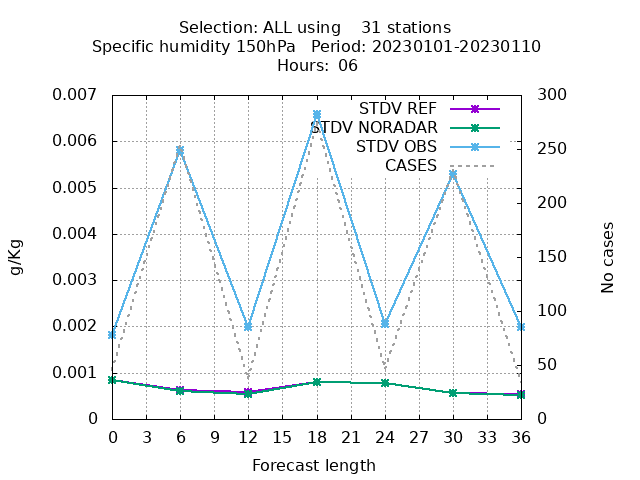 Selection: ALL using    31 stations
Specific humidity 150hPa   Period: 20230101-20230110
Hours: 06
0.007
0.006
0.005
0.004
0.003
0.002
0.001
0
g/Kg
STDV REF
STDV NORADAR
STDV OBS
CASES
300
250
200
150
100
50
0
No cases
0 3 6 9 12 15 18 21 24 27 30 33 36
Forecast length